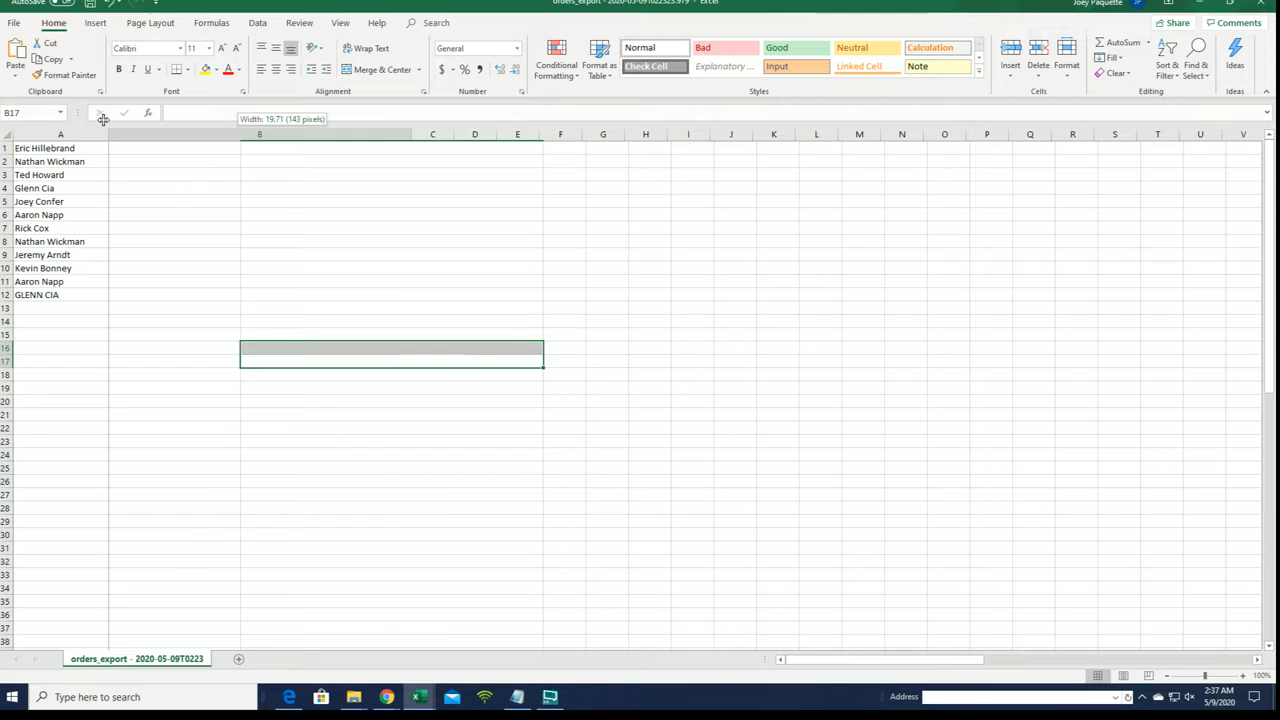 AutoSave Off orders_export - 2020-05-09T022323.979 - Excel Joey Paquette JP
File Home Insert Page Layout Formulas Data Review View Help Search Share Comments
Paste Cut Copy Format Painter
Calibri 11
B I U
Wrap Text
Merge & Center
General
$ % ,
Conditional Formatting Format as Table
Normal Bad Good Neutral Calculation
Check Cell Explanatory ... Input Linked Cell Note
Insert Delete Format
AutoSum
Fill
Clear
Sort & Filter Find & Select
Ideas
Clipboard Font Alignment Number Styles Cells Editing Ideas
B17 fx
Width: 19.71 (143 pixels)
A B C D E F G H I J K L M N O P Q R S T U V
1 Eric Hillebrand
2 Nathan Wickman
3 Ted Howard
4 Glenn Cia
5 Joey Confer
6 Aaron Napp
7 Rick Cox
8 Nathan Wickman
9 Jeremy Arndt
10 Kevin Bonney
11 Aaron Napp
12 GLENN CIA
13
14
15
16
17
18
19
20
21
22
23
24
25
26
27
28
29
30
31
32
33
34
35
36
37
38
orders_export - 2020-05-09T0223
100%
Type here to search
Address
2:37 AM
5/9/2020